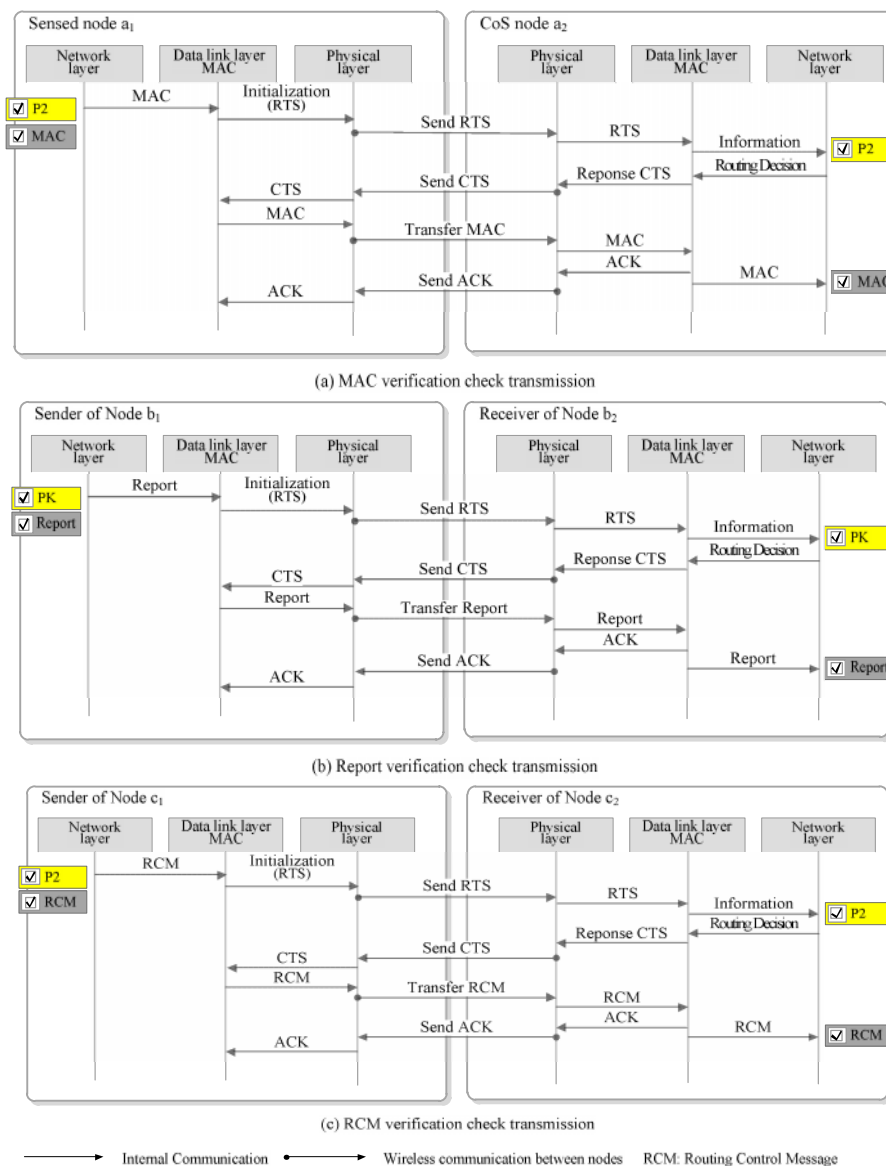 Sensed node a1
CoS node a2
Network layer
Data link layer MAC
Physical layer
Physical layer
Data link layer MAC
Network layer
MAC
Initialization (RTS)
P2
MAC
Send RTS
RTS
Information
P2
Routing Decision
Reponse CTS
Send CTS
CTS
MAC
Transfer MAC
MAC
ACK
MAC
MAC
Send ACK
ACK
(a) MAC verification check transmission
Sender of Node b1
Receiver of Node b2
Network layer
Data link layer MAC
Physical layer
Physical layer
Data link layer MAC
Network layer
Report
Initialization (RTS)
PK
Report
Send RTS
RTS
Information
PK
Routing Decision
Reponse CTS
Send CTS
CTS
Report
Transfer Report
Report
ACK
Report
Report
Send ACK
ACK
(b) Report verification check transmission
Sender of Node c1
Receiver of Node c2
Network layer
Data link layer MAC
Physical layer
Physical layer
Data link layer MAC
Network layer
RCM
Initialization (RTS)
P2
RCM
Send RTS
RTS
Information
P2
Routing Decision
Reponse CTS
Send CTS
CTS
RCM
Transfer RCM
RCM
ACK
RCM
RCM
Send ACK
ACK
(c) RCM verification check transmission
Internal Communication
Wireless communication between nodes
RCM: Routing Control Message